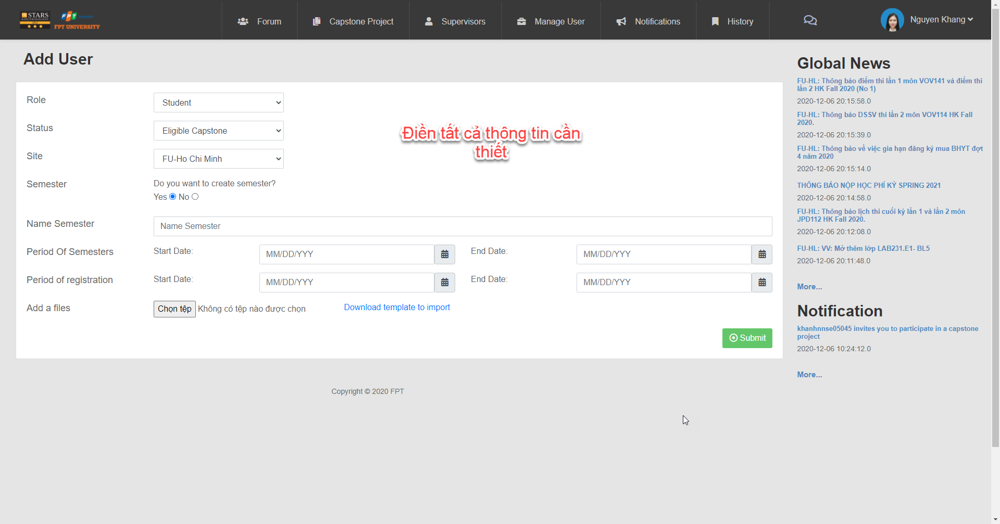 STARS
FPT Education
FPT UNIVERSITY
Forum
Capstone Project
Supervisors
Manage User
Notifications
History
Nguyen Khang
Add User
Role
Student
Status
Eligible Capstone
Site
FU-Ho Chi Minh
Semester
Do you want to create semester?
Yes No
Name Semester
Name Semester
Period Of Semesters
Start Date:
MM/DD/YYY
End Date:
MM/DD/YYY
Period of registration
Start Date:
MM/DD/YYY
End Date:
MM/DD/YYY
Add a files
Chọn tệp Không có tệp nào được chọn
Download template to import
Submit
Điền tất cả thông tin cần
thiết
Copyright © 2020 FPT
Global News
FU-HL: Thông báo điểm thi lần 1 môn VOV141 và điểm thi
lần 2 HK Fall 2020 (No 1)
2020-12-06 20:15:58.0
FU-HL: Thông báo DSSV thi lần 2 môn VOV114 HK Fall
2020.
2020-12-06 20:15:39.0
FU-HL: Thông báo về việc gia hạn đăng ký mua BHYT đợt
4 năm 2020
2020-12-06 20:15:14.0
THÔNG BÁO NỘP HỌC PHÍ KỲ SPRING 2021
2020-12-06 20:14:58.0
FU-HL: Thông báo lịch thi cuối kỳ lần 1 và lần 2 môn
JPD112 HK Fall 2020.
2020-12-06 20:12:08.0
FU-HL: VV: Mở thêm lớp LAB231.E1- BL5
2020-12-06 20:11:48.0
More...
Notification
khanhnnse05045 invites you to participate in a capstone
project
2020-12-06 10:24:12.0
More...